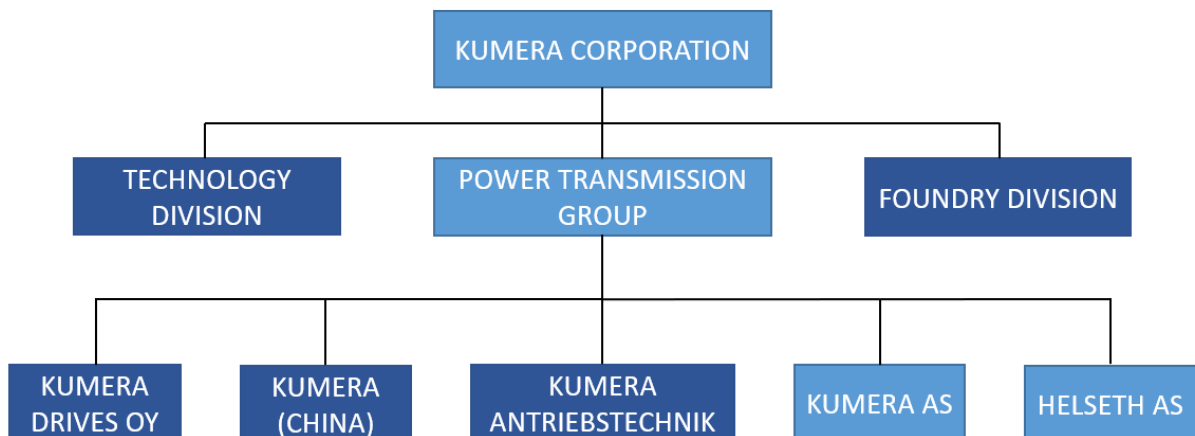 KUMERA CORPORATION
TECHNOLOGY
DIVISION
POWER TRANSMISSION
GROUP
FOUNDRY DIVISION
KUMERA
DRIVES OY
KUMERA
(CHINA)
KUMERA
ANTRIEBSTECHNIK
KUMERA AS
HELSETH AS